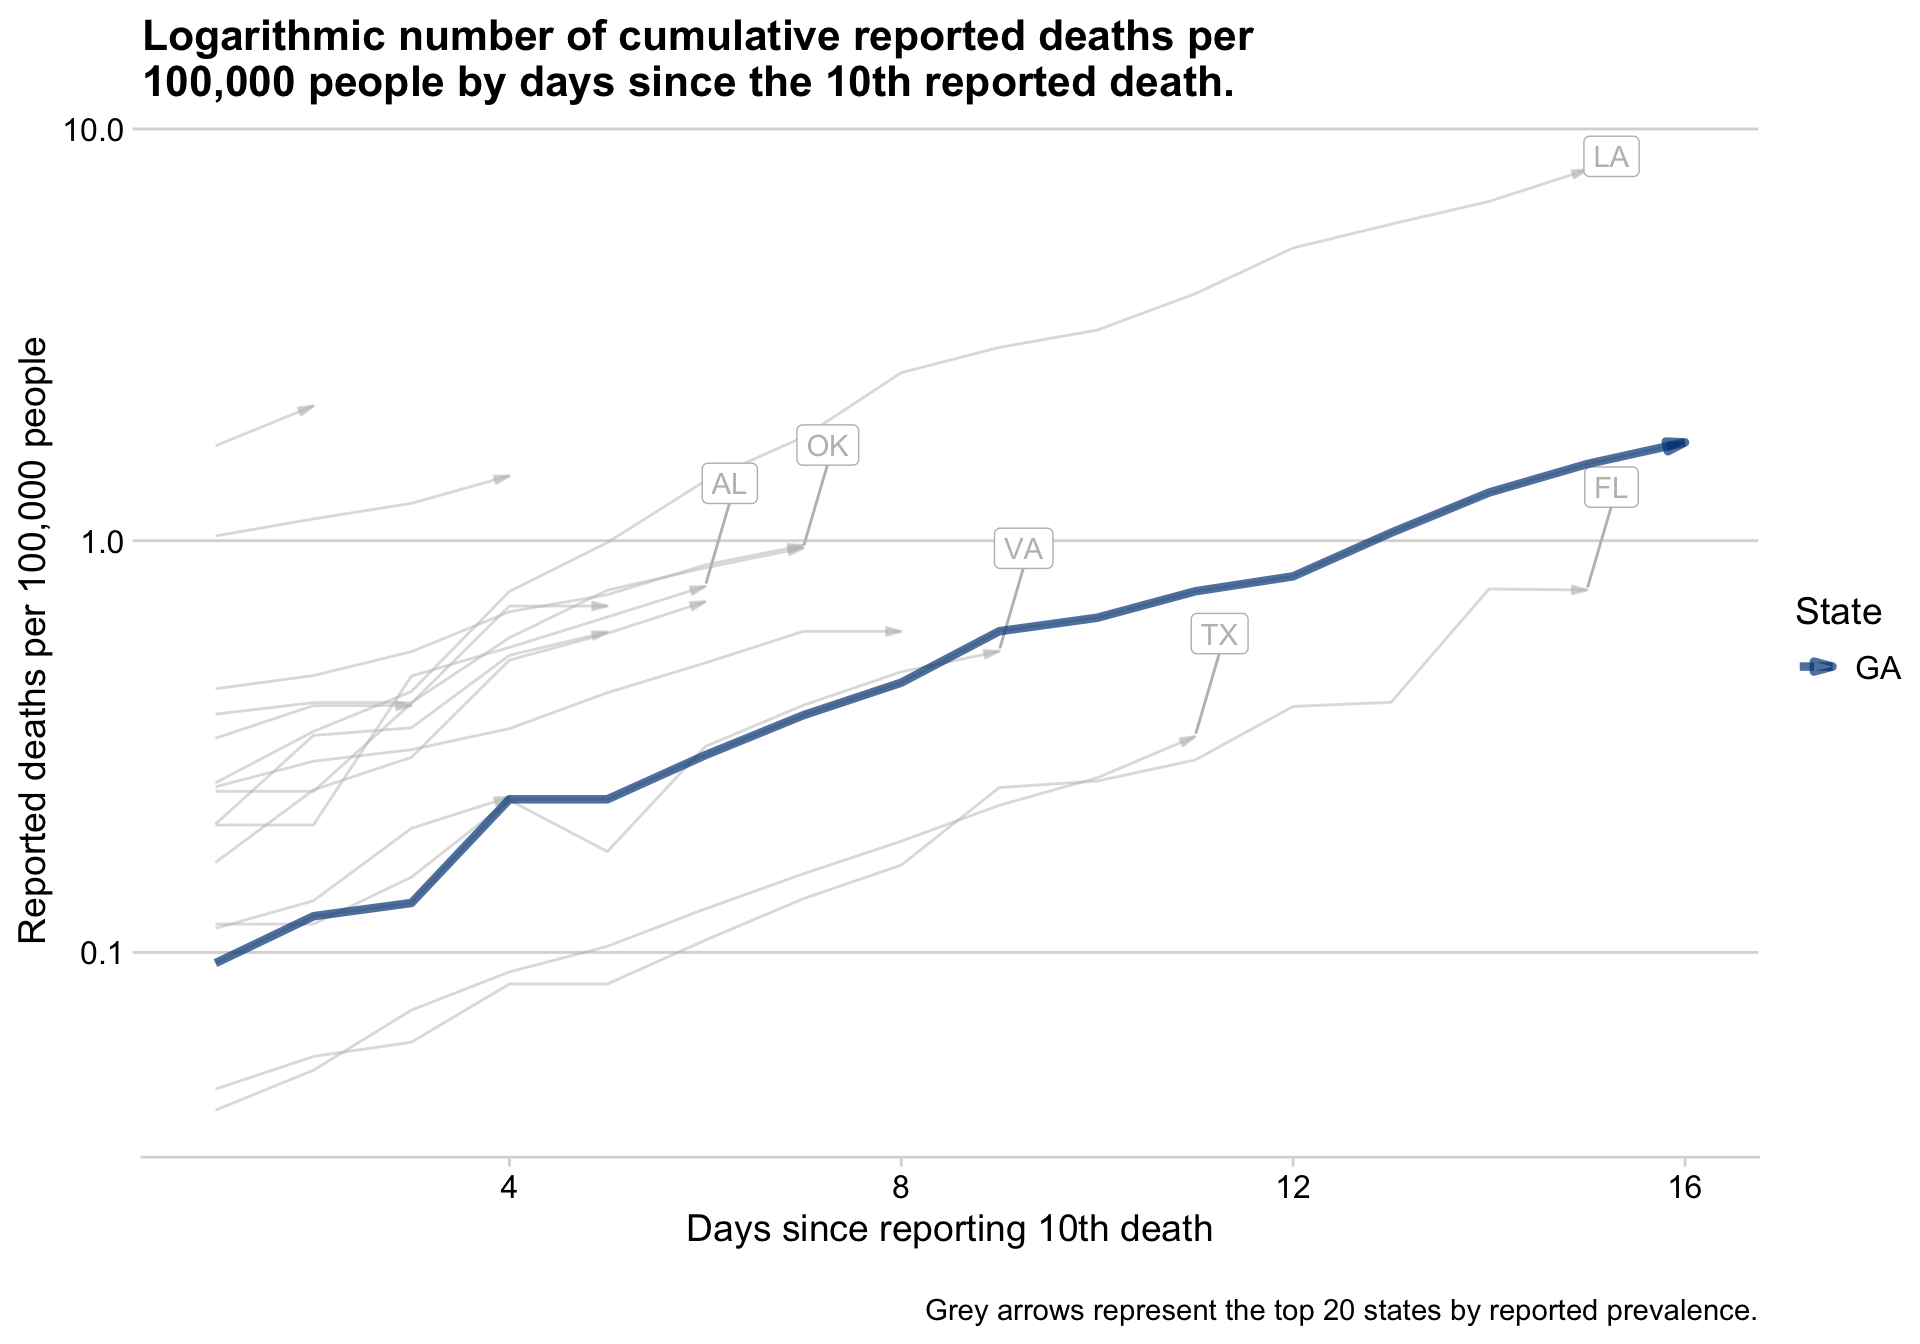 Logarithmic number of cumulative reported deaths per
100,000 people by days since the 10th reported death.
10.0
1.0
0.1
Reported deaths per 100,000 people
LA
OK
AL
FL
VA
TX
State
GA
4
8
12
16
Days since reporting 10th death
Grey arrows represent the top 20 states by reported prevalence.